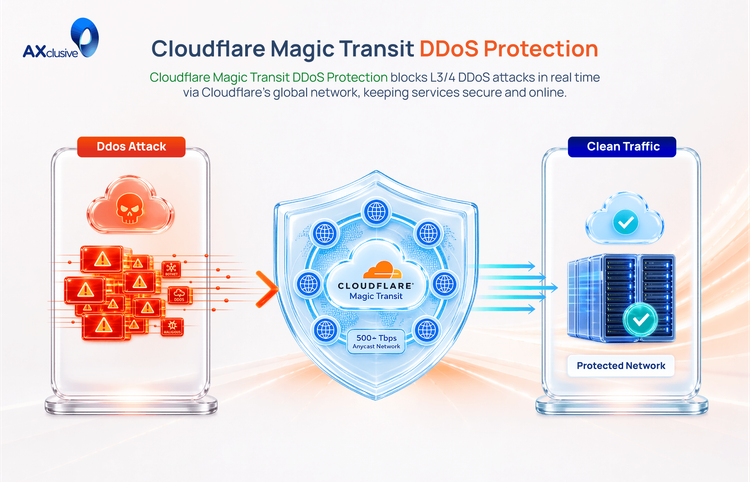 AXclusive
Cloudflare Magic Transit DDoS Protection
Cloudflare Magic Transit DDoS Protection blocks L3/4 DDoS attacks in real time
via Cloudflare's global network, keeping services secure and online.
Ddos Attack
DDOS
CLOUDFLARE
Magic Transit
500~ Tbps
Anycast Network
Clean Traffic
Protected Network